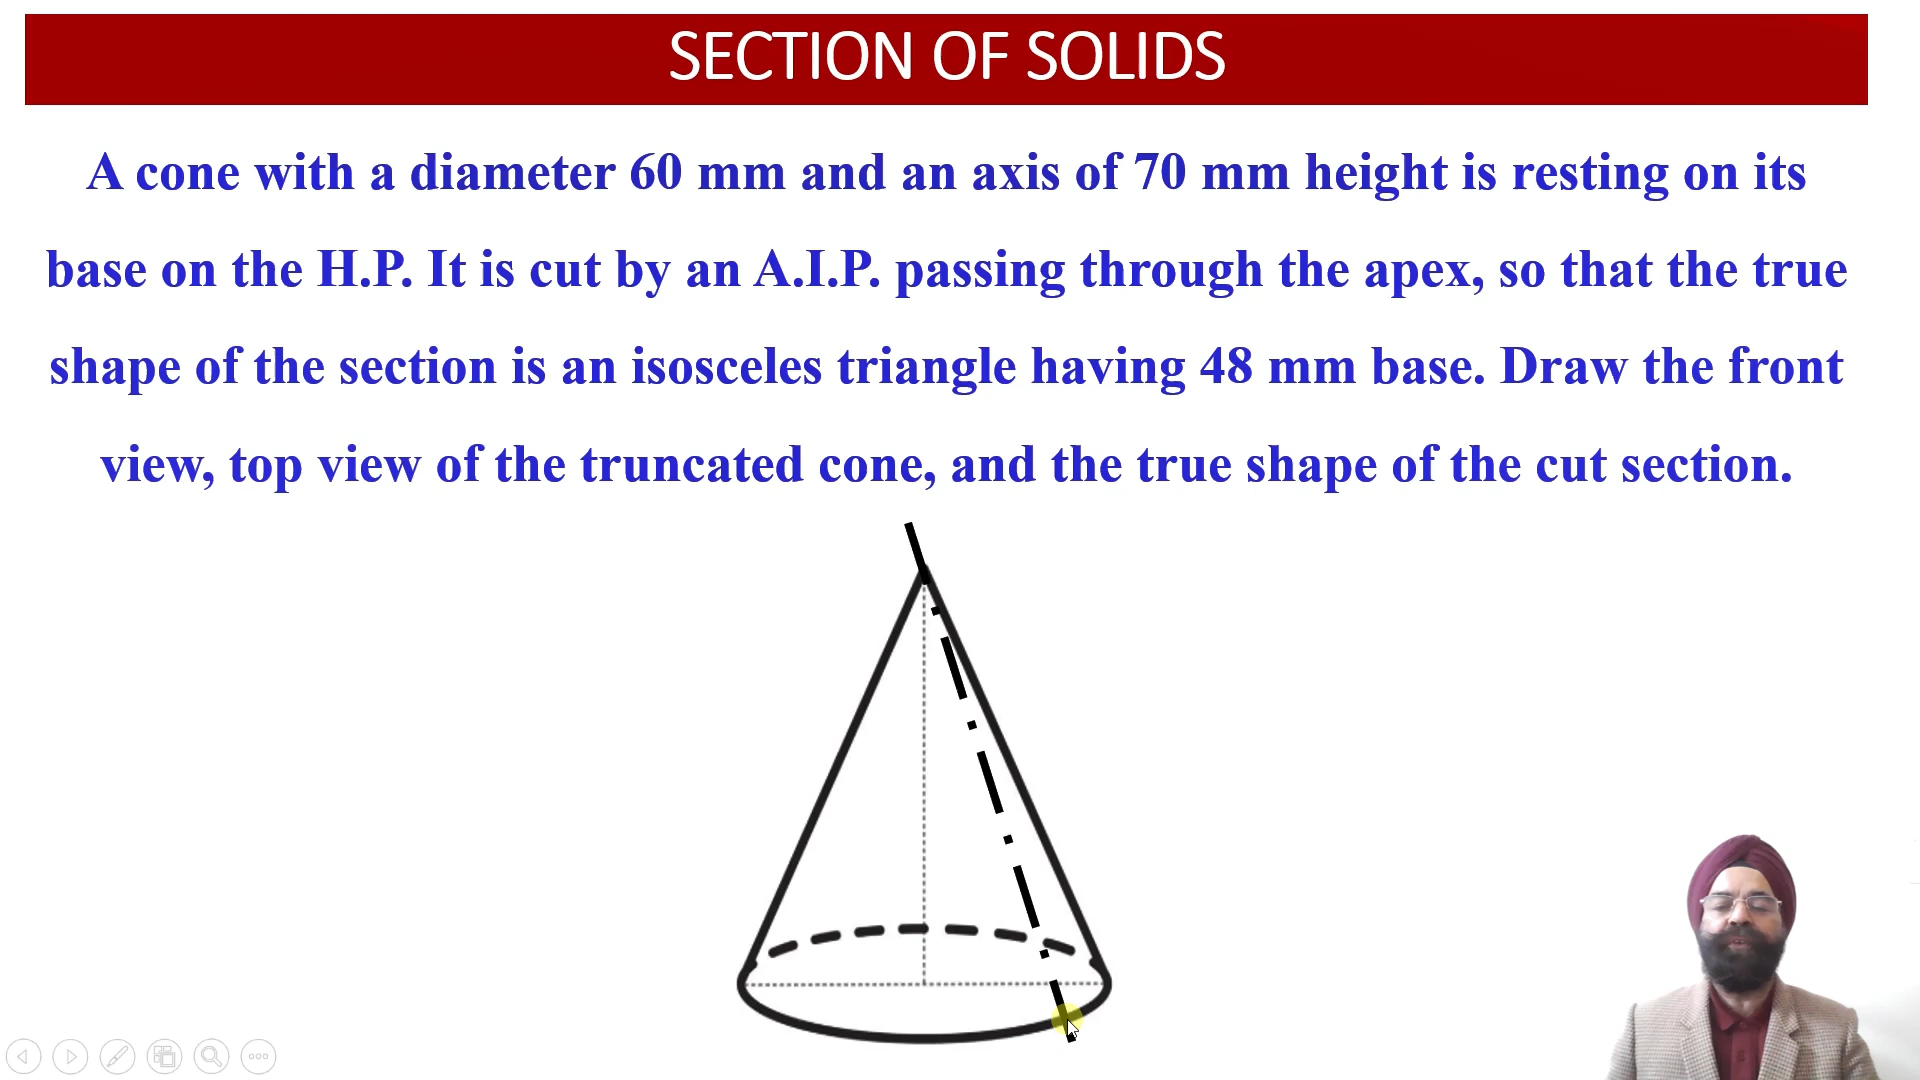 SECTION OF SOLIDS
A cone with a diameter 60 mm and an axis of 70 mm height is resting on its
base on the H.P. It is cut by an A.I.P. passing through the apex, so that the true
shape of the section is an isosceles triangle having 48 mm base. Draw the front
view, top view of the truncated cone, and the true shape of the cut section.